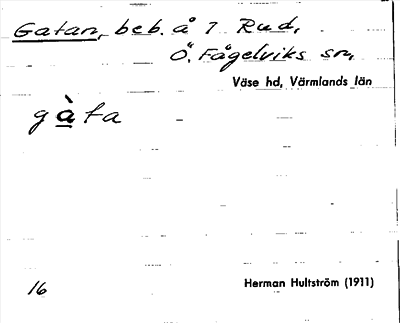 Gatan, beb. å 7 Rud,
Ö. Fågelviks sn,
Väse hd, Värmlands län
gàta
16
Herman Hultström (1911)